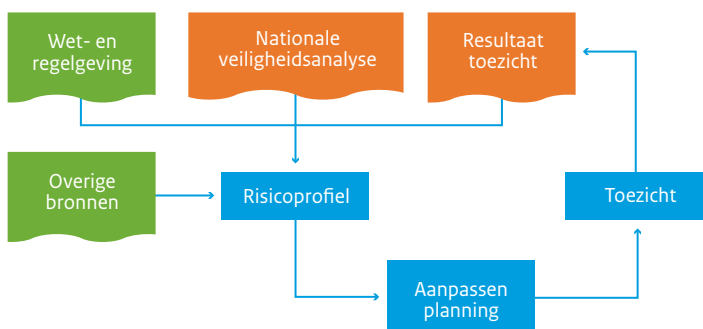 Wet- en
regelgeving
Nationale
veiligheidsanalyse
Resultaat
toezicht
Overige
bronnen
Risicoprofiel
Toezicht
Aanpassen
planning